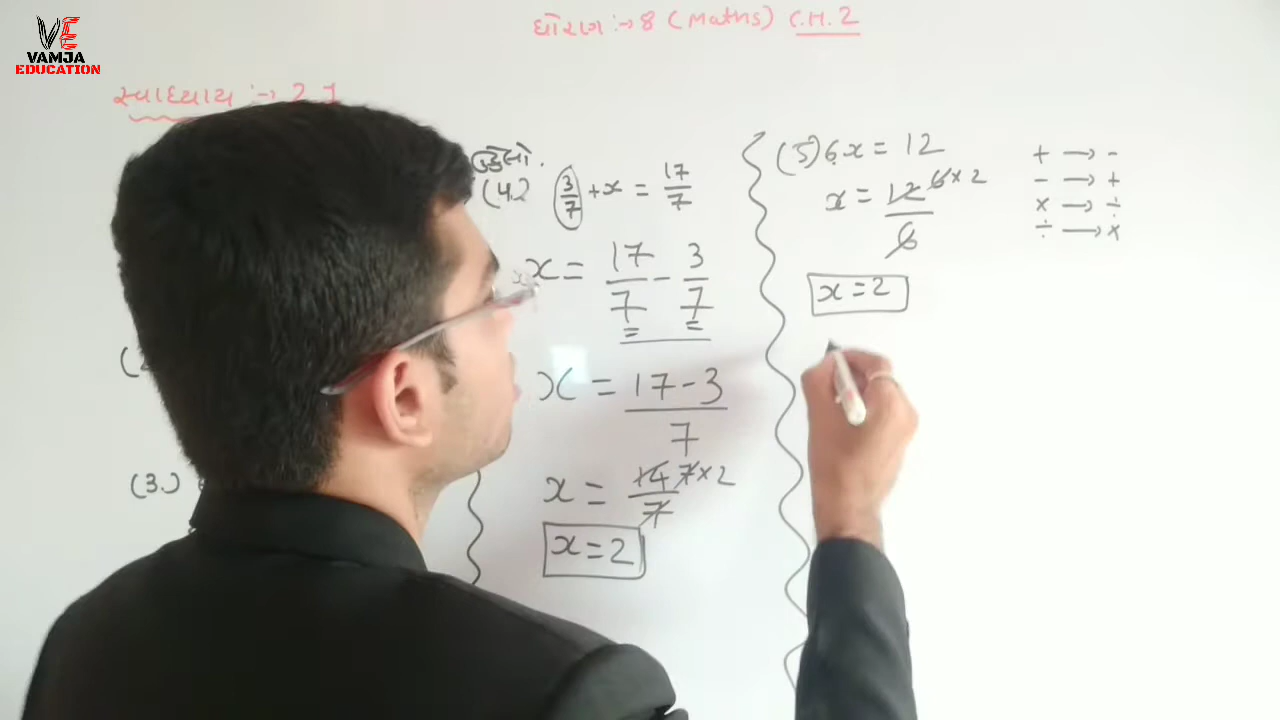 VE
VAMJA
EDUCATION
ધોરણ :→ 8 (Maths) C.H. 2
સ્વાધ્યાય :→ 2.1
(3.)
(4.) 3/7 + x = 17/7
x = 17/7 - 3/7
x = 17-3/7
x = 14/7 7×2
x = 2
(5) 6x = 12
x = 12/6 6×2
x = 2
+ → -
- → +
× → ÷
÷ → ×